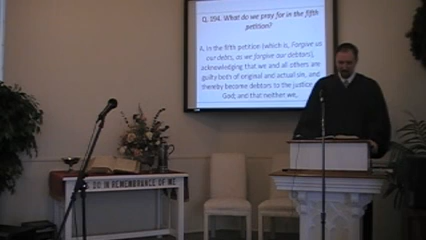 Q. 194. What do we pray for in the fifth
petition?
A. In the fifth petition (which is, Forgive us
our debts, as we forgive our debtors),
acknowledging that we and all others are
guilty both of original and actual sin, and
thereby become debtors to the justice of
God; and that neither we,
DO IN REMEMBRANCE OF ME